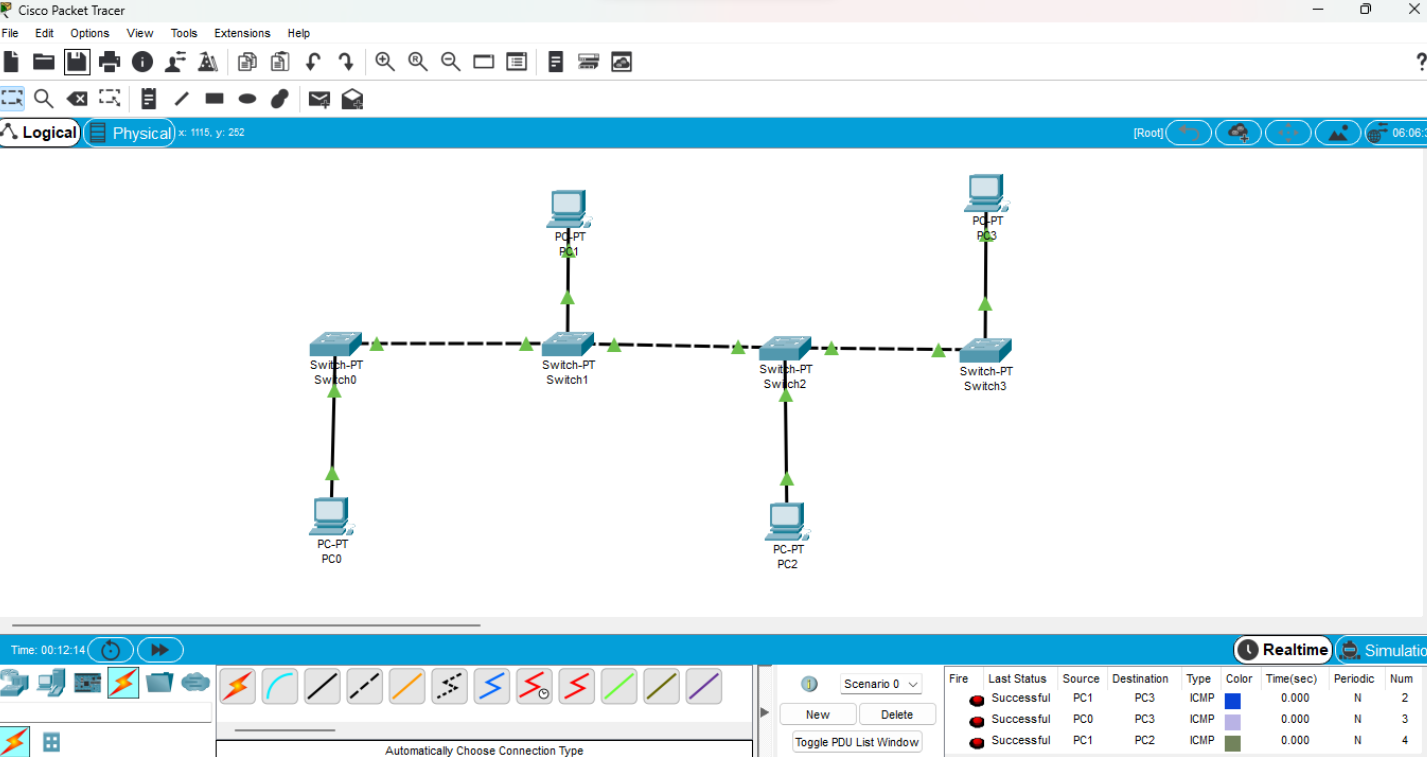 Cisco Packet Tracer
File Edit Options View Tools Extensions Help
?
Logical Physical x: 1115, y: 252 [Root] 06:06:
PC-PT
PC3
PC-PT
PC1
Switch-PT
Switch0
Switch-PT
Switch1
Switch-PT
Switch2
Switch-PT
Switch3
PC-PT
PC0
PC-PT
PC2
Time: 00:12:14 Realtime Simulatio
Scenario 0
New Delete
Toggle PDU List Window
Automatically Choose Connection Type
Fire Last Status Source Destination Type Color Time(sec) Periodic Num
Successful PC1 PC3 ICMP 0.000 N 2
Successful PC0 PC3 ICMP 0.000 N 3
Successful PC1 PC2 ICMP 0.000 N 4